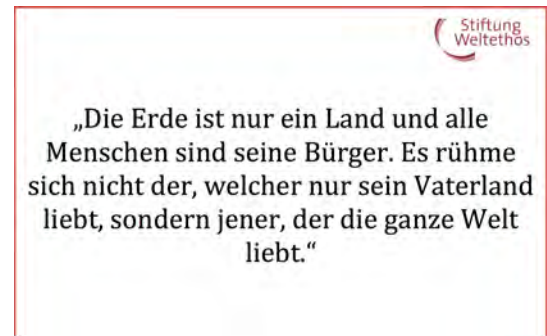 Stiftung
Weltethos
„Die Erde ist nur ein Land und alle
Menschen sind seine Bürger. Es rühme
sich nicht der, welcher nur sein Vaterland
liebt, sondern jener, der die ganze Welt
liebt.“